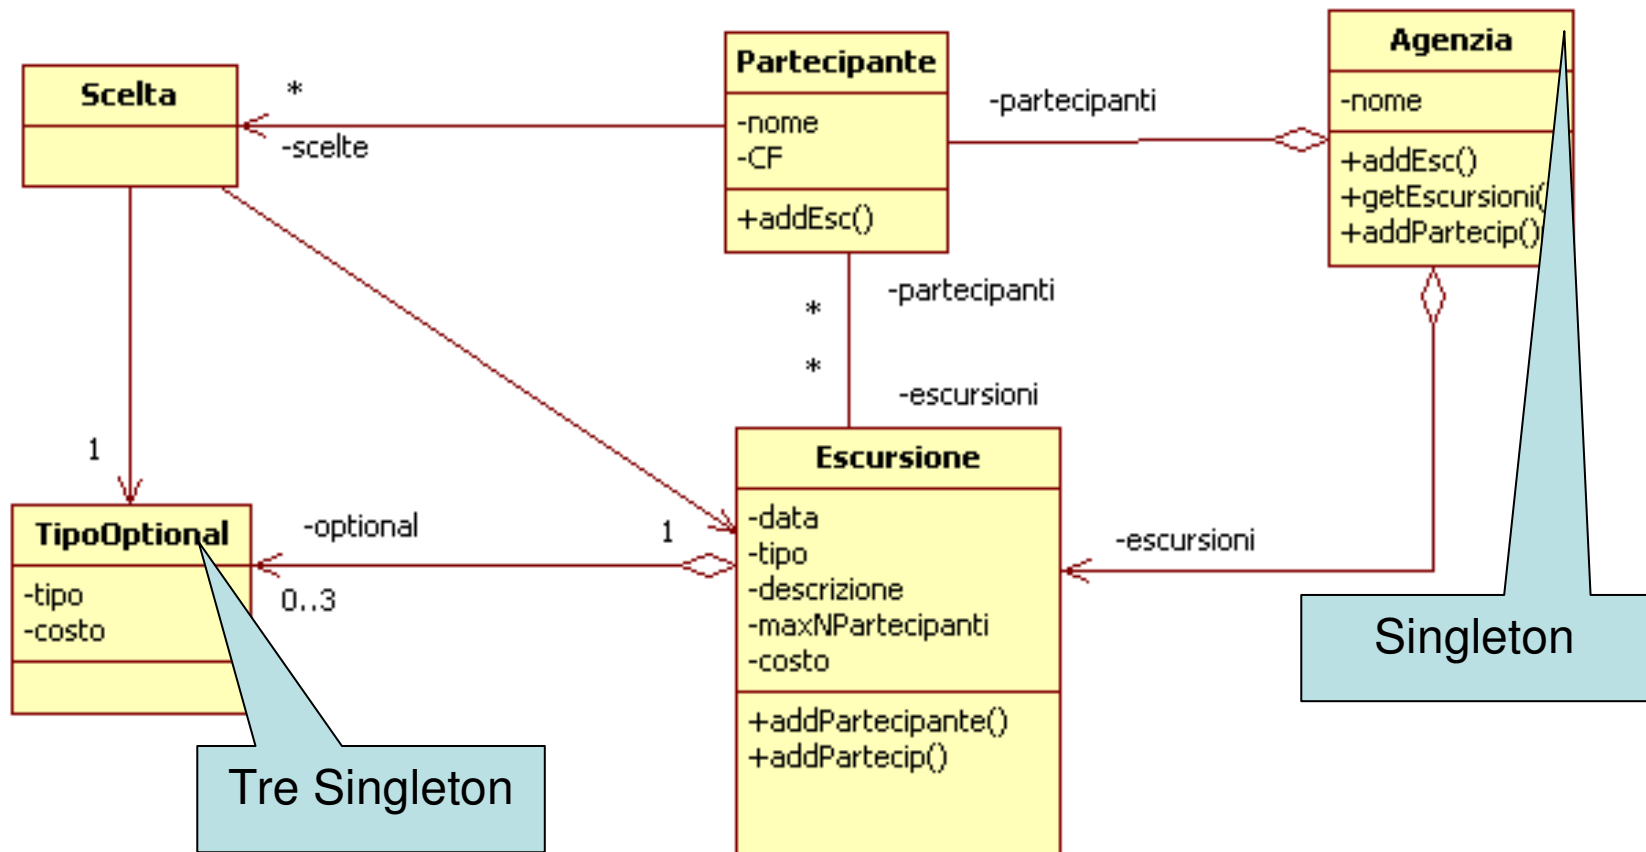 Scelta
*
-scelte
Partecipante
-nome
-CF
+addEsc()
-partecipanti
Agenzia
-nome
+addEsc()
+getEscursioni(
+addPartecip()
-partecipanti
*
*
-escursioni
1
TipoOptional
-tipo
-costo
-optional
0..3
1
Escursione
-data
-tipo
-descrizione
-maxNPartecipanti
-costo
+addPartecipante()
+addPartecip()
-escursioni
Singleton
Tre Singleton